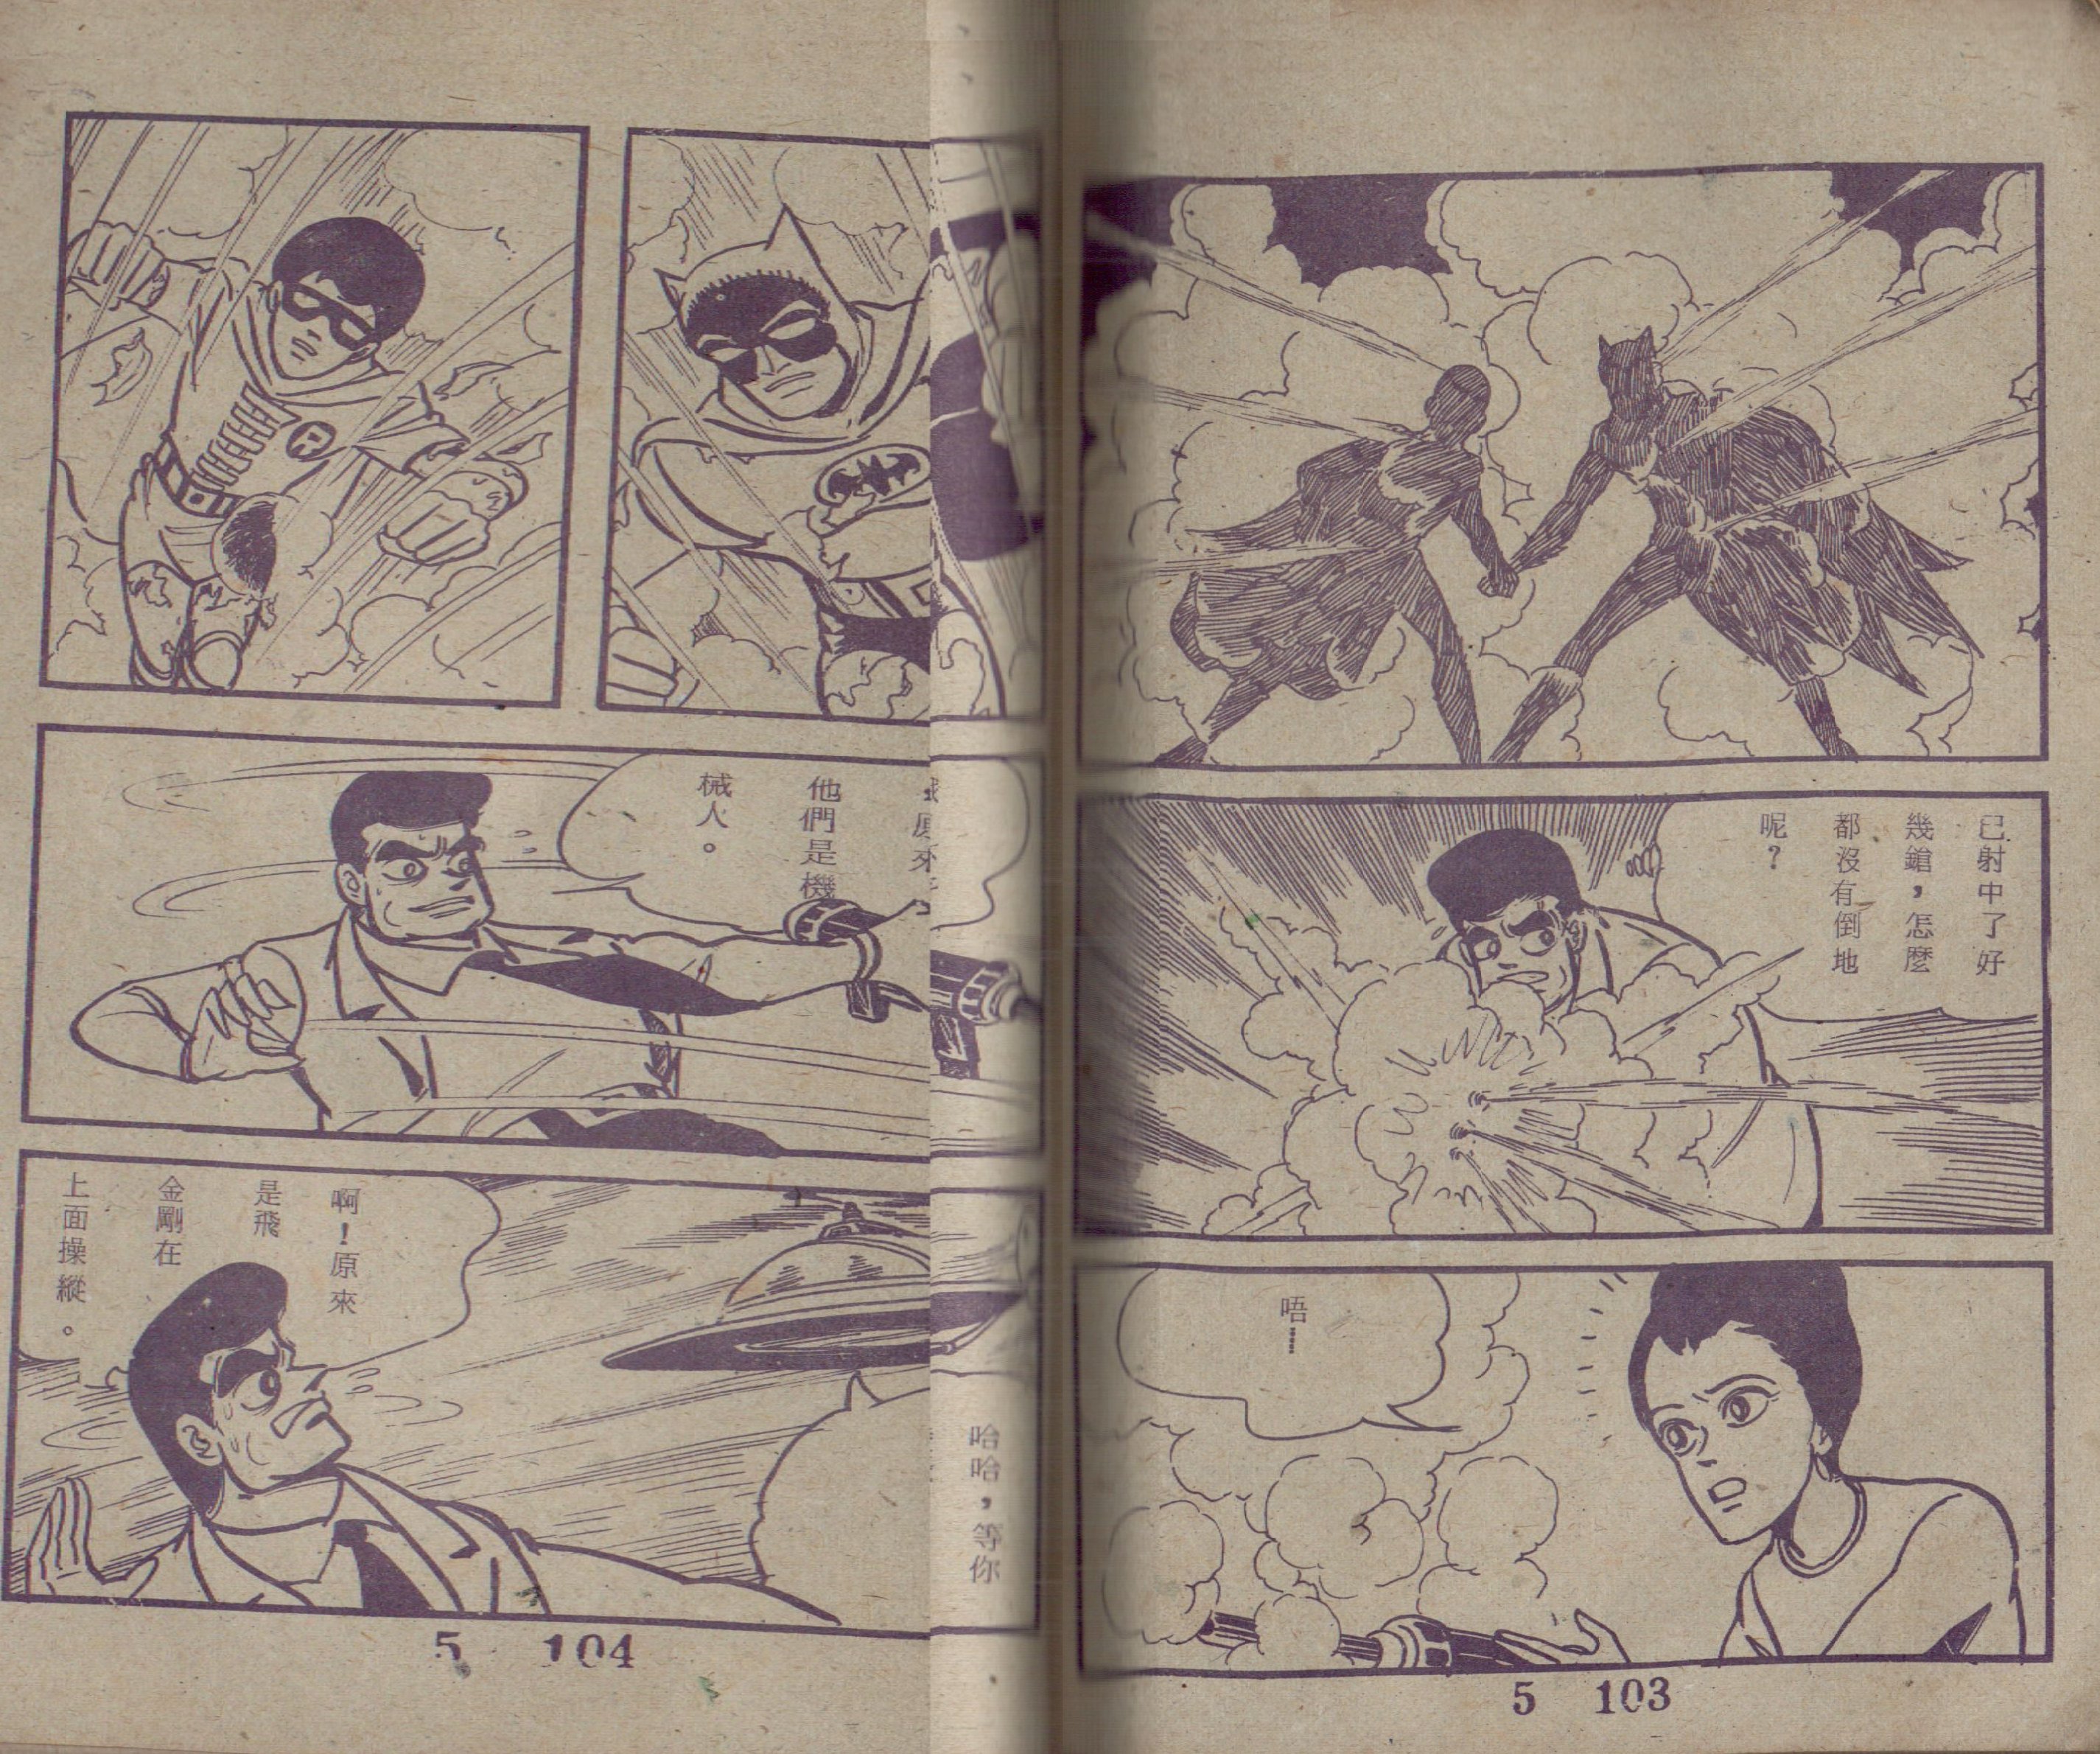 已射中了好
幾鎗，怎麼
都沒有倒地
呢？
唔……
5 103
R
原來
他們是機
械人。
啊！原來
是飛
金剛在
上面操縱。
哈哈，等你
5 104